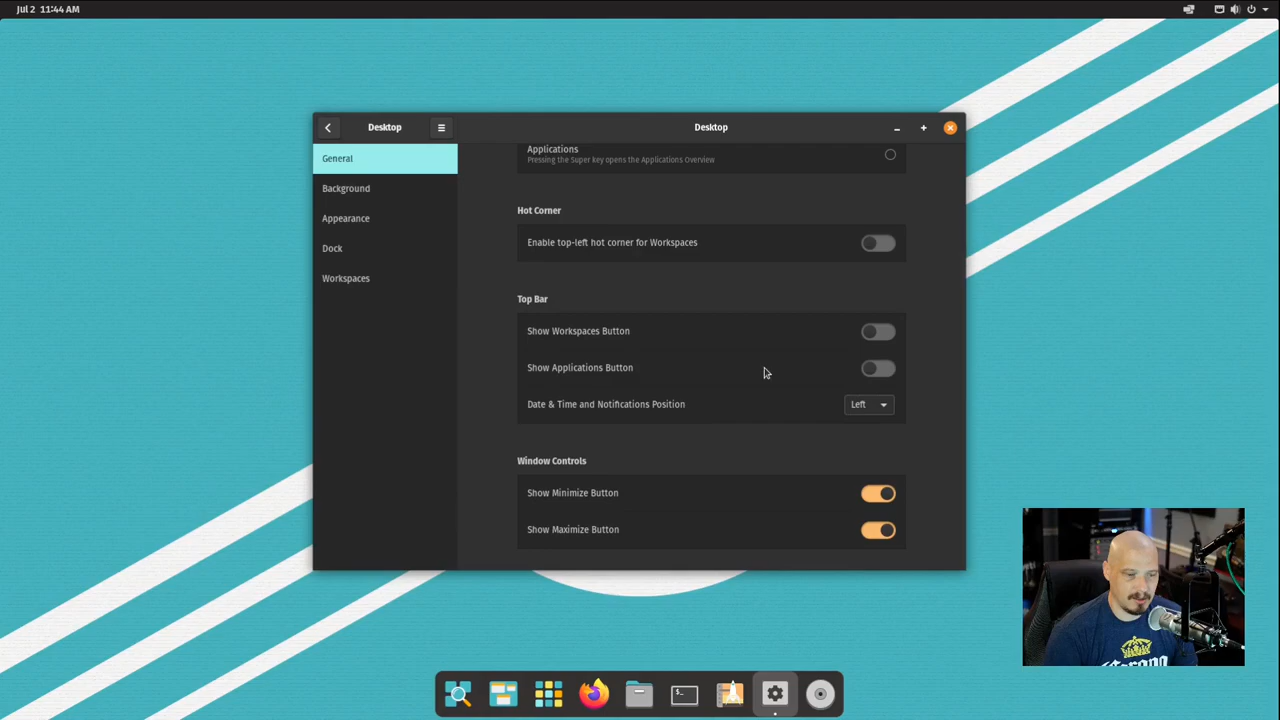 Jul 2 11:44 AM
Desktop
Desktop
General
Background
Appearance
Dock
Workspaces
Applications
Pressing the Super key opens the Applications Overview
Hot Corner
Enable top-left hot corner for Workspaces
Top Bar
Show Workspaces Button
Show Applications Button
Date & Time and Notifications Position
Left
Window Controls
Show Minimize Button
Show Maximize Button
Corona